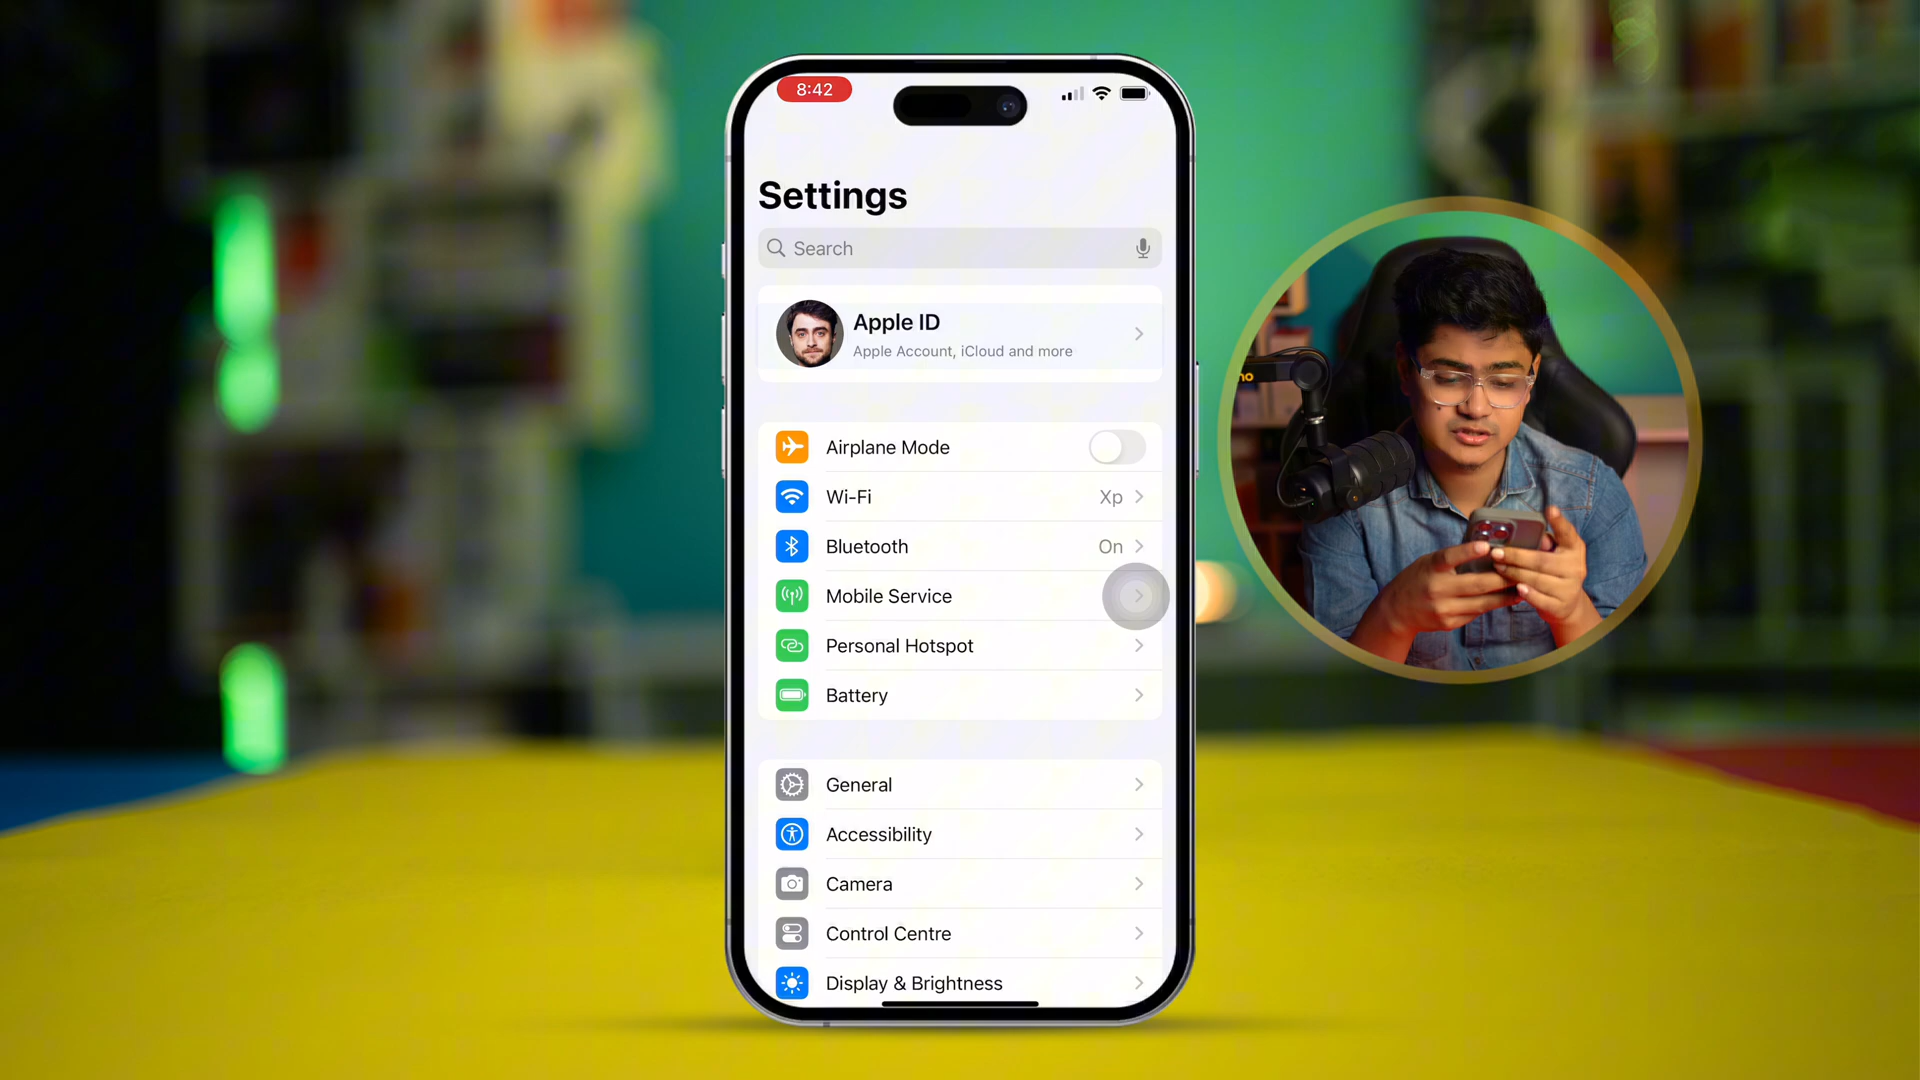 8:42
Settings
Search
Apple ID
Apple Account, iCloud and more
Airplane Mode
Wi-Fi Xp
Bluetooth On
Mobile Service
Personal Hotspot
Battery
General
Accessibility
Camera
Control Centre
Display & Brightness
no